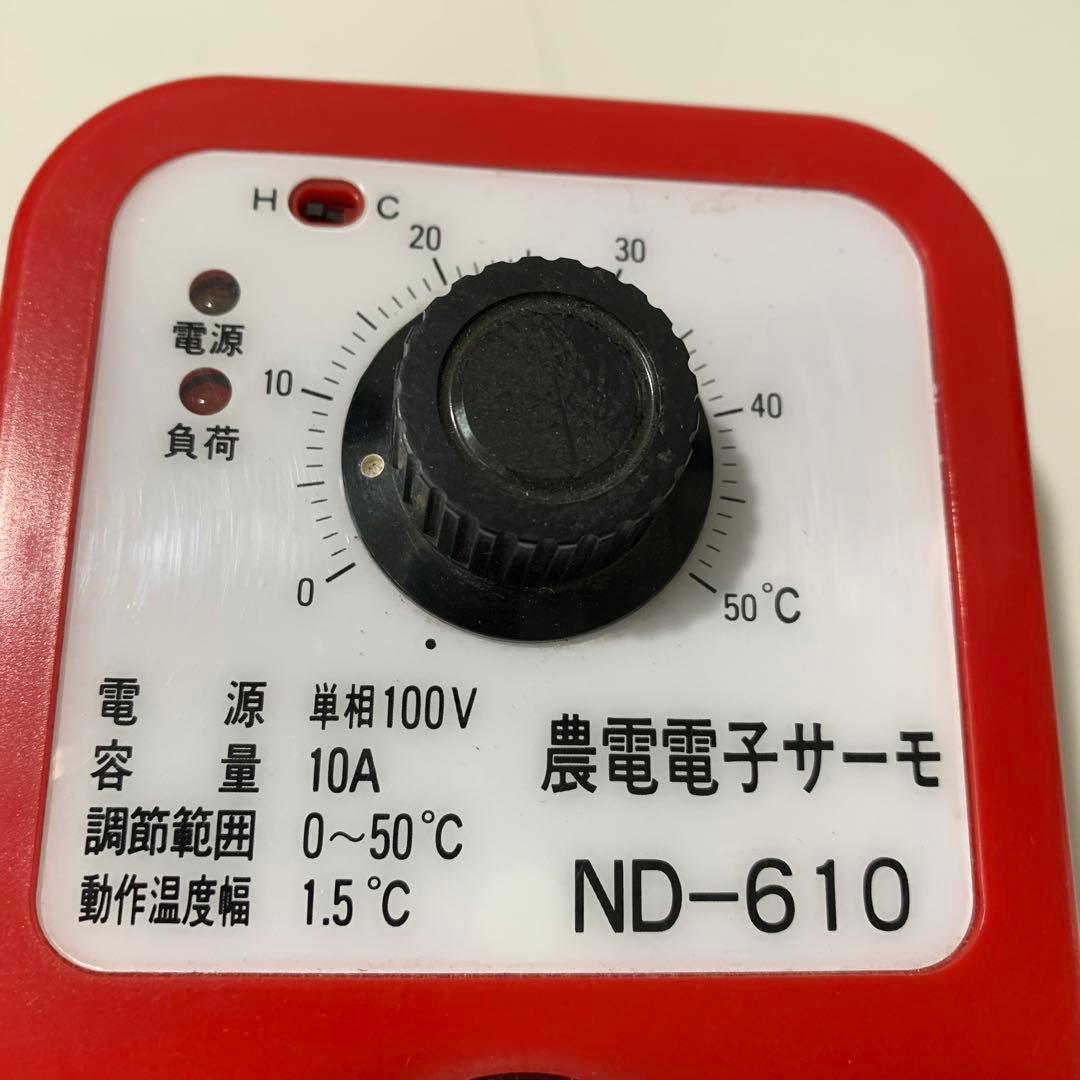 H C
20
30
電源
10
40
負荷
0
50℃
電源 単相100V
容量 10A
調節範囲 0～50℃
動作温度幅 1.5℃
農電電子サーモ
ND-610